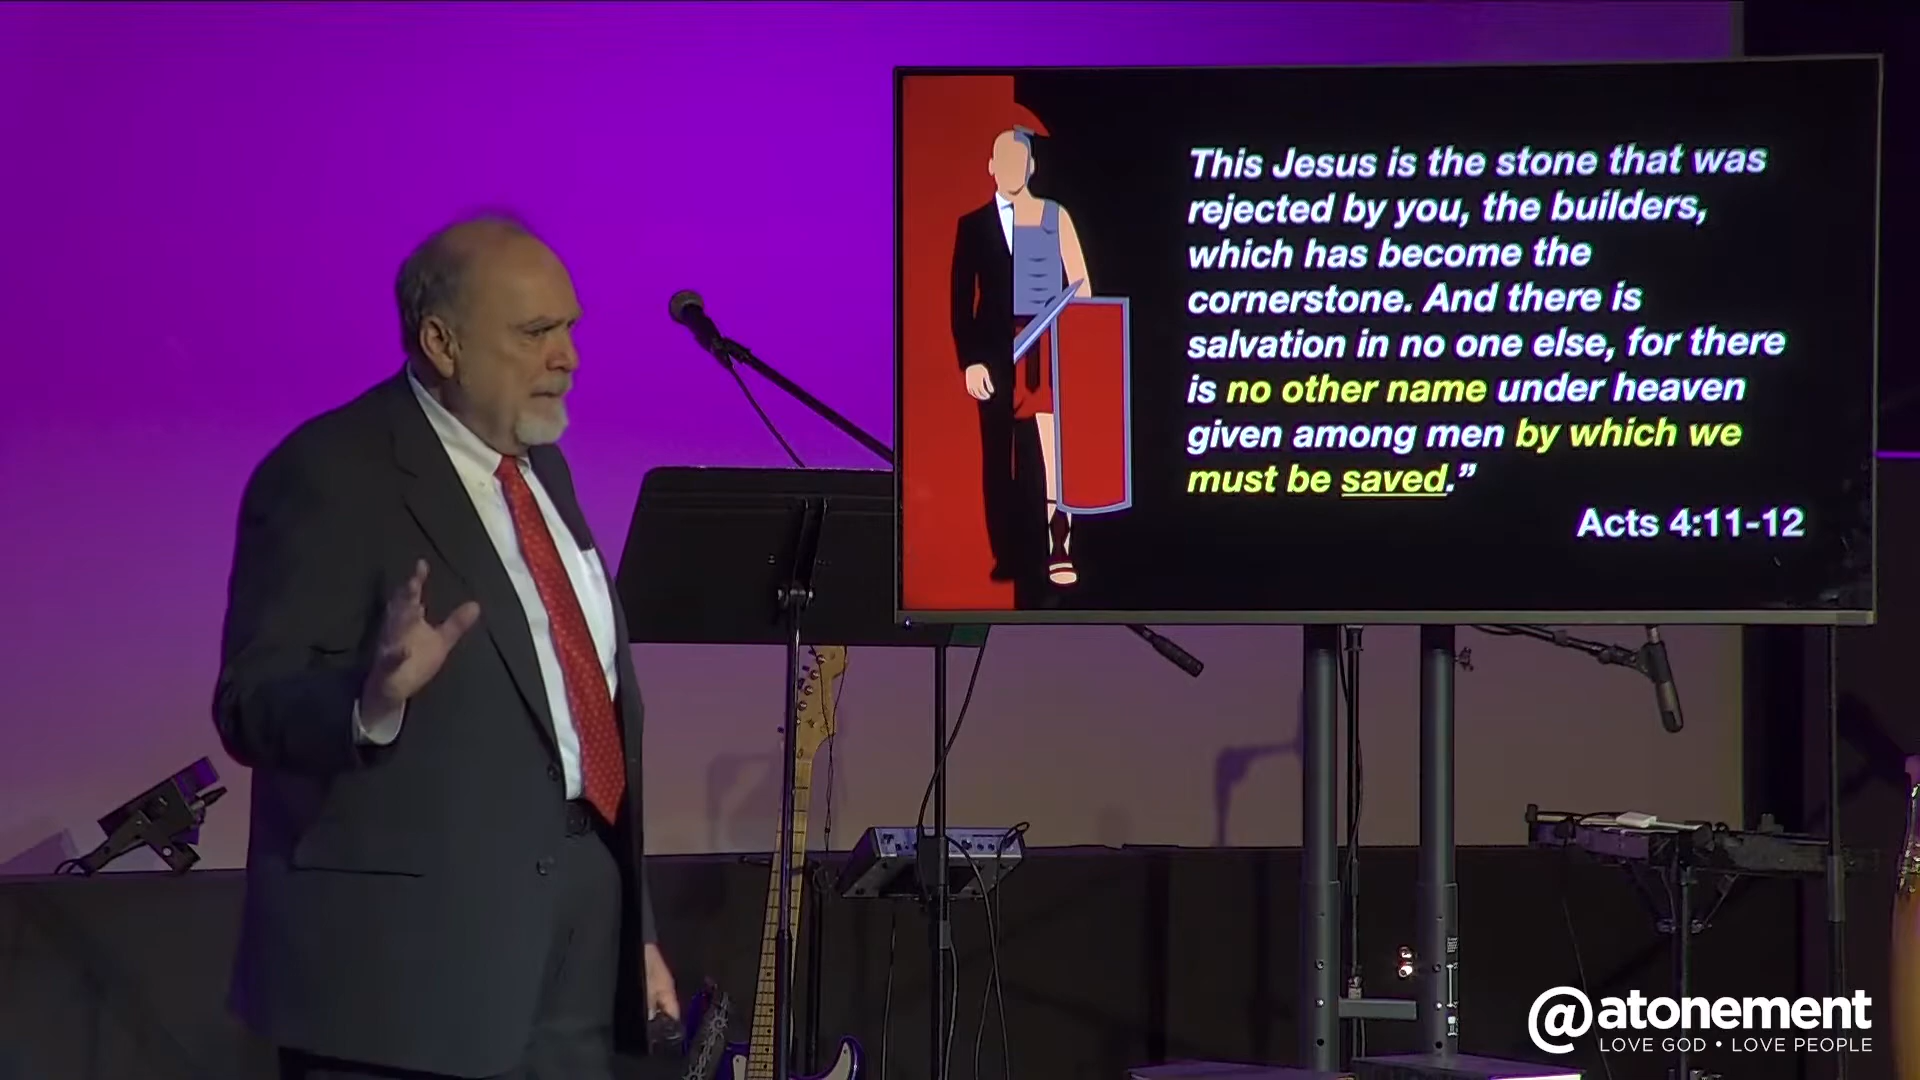 This Jesus is the stone that was
rejected by you, the builders,
which has become the
cornerstone. And there is
salvation in no one else, for there
is no other name under heaven
given among men by which we
must be saved.”
Acts 4:11-12
@atonement
LOVE GOD • LOVE PEOPLE